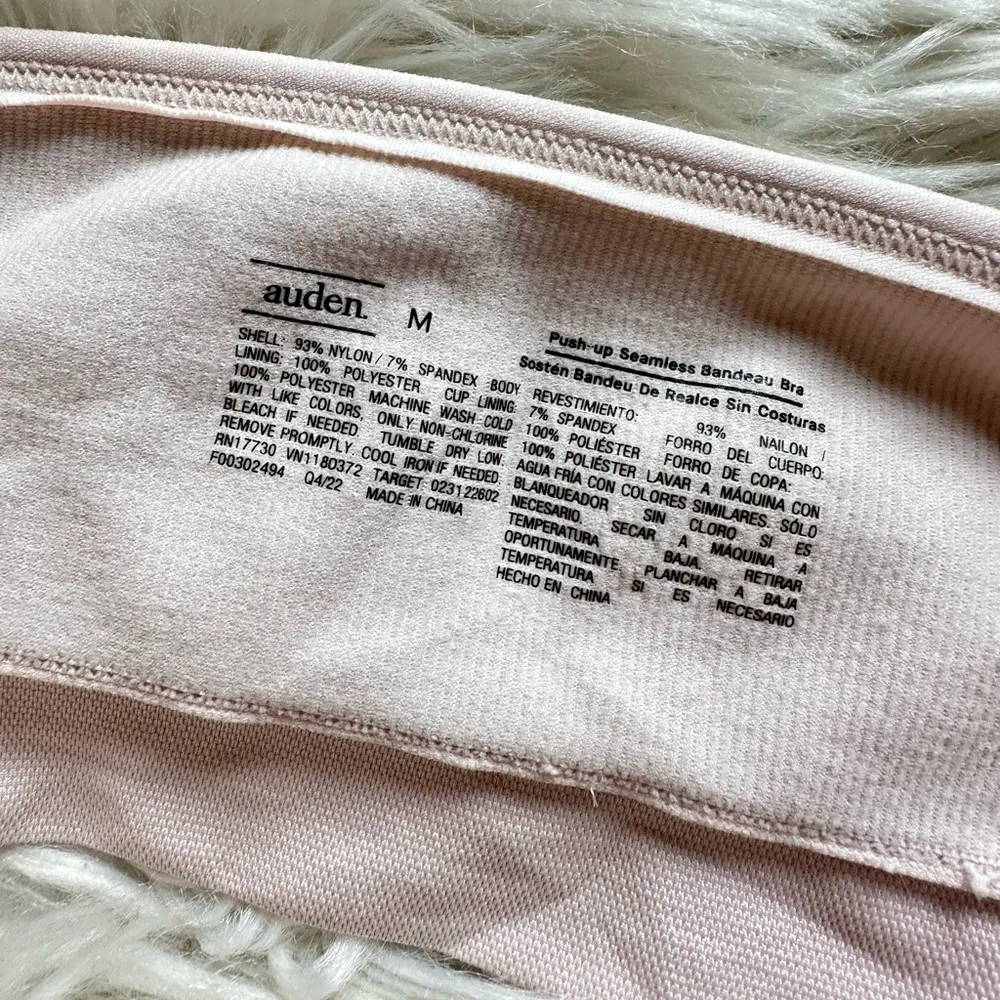 auden. M
SHELL: 93% NYLON / 7% SPANDEX BODY
LINING: 100% POLYESTER CUP LINING:
100% POLYESTER MACHINE WASH COLD
WITH LIKE COLORS, ONLY NON-CHLORINE
BLEACH IF NEEDED TUMBLE DRY LOW.
REMOVE PROMPTLY. COOL IRON IF NEEDED.
RN17730 VN1180372 TARGET 023122602
F00302494 Q4/22 MADE IN CHINA
Push-up Seamless Bandeau Bra
Sostén Bandeu De Realce Sin Costuras
REVESTIMIENTO: 93% NAILON /
7% SPANDEX FORRO DEL CUERPO:
100% POLIÉSTER FORRO DE COPA:
100% POLIÉSTER LAVAR A MÁQUINA CON
AGUA FRÍA CON COLORES SIMILARES. SÓLO
BLANQUEADOR SIN CLORO SI ES
NECESARIO. SECAR A MÁQUINA A
TEMPERATURA BAJA. RETIRAR
OPORTUNAMENTE. PLANCHAR A BAJA
TEMPERATURA SI ES NECESARIO
HECHO EN CHINA